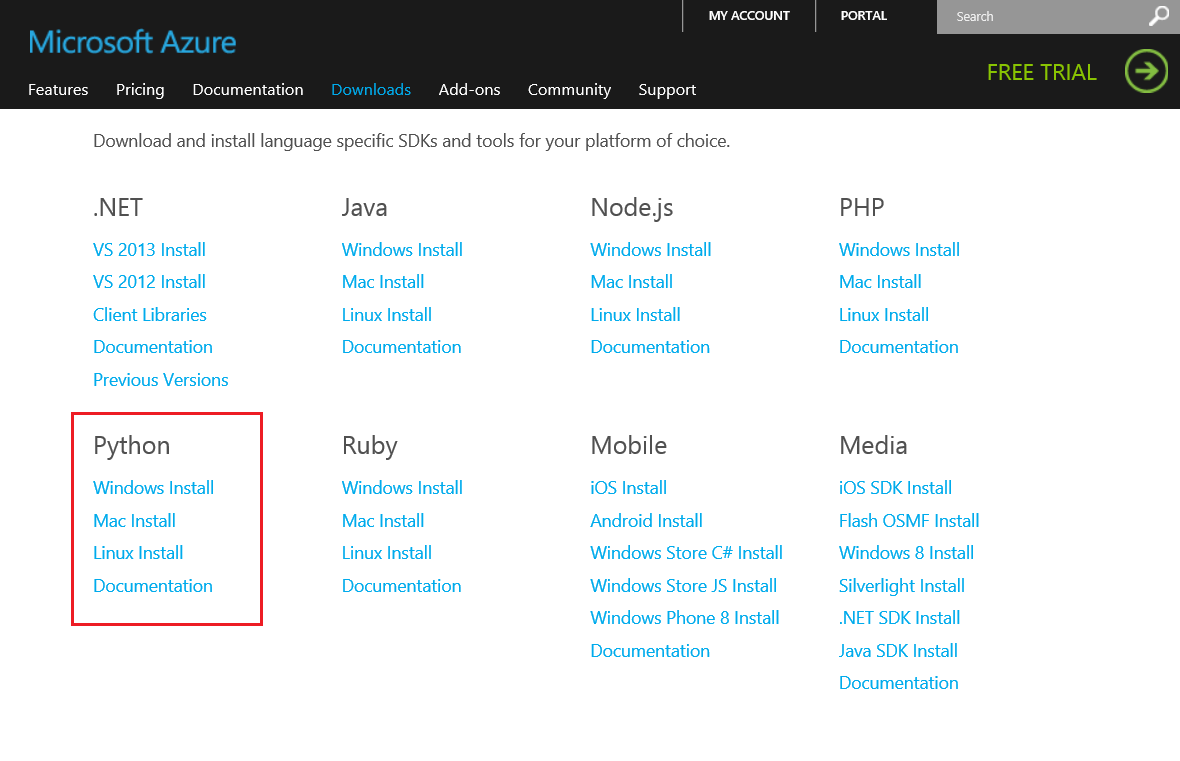 MY ACCOUNT
PORTAL
Search
Microsoft Azure
FREE TRIAL
Features Pricing Documentation Downloads Add-ons Community Support
Download and install language specific SDKs and tools for your platform of choice.
.NET
VS 2013 Install
VS 2012 Install
Client Libraries
Documentation
Previous Versions
Java
Windows Install
Mac Install
Linux Install
Documentation
Node.js
Windows Install
Mac Install
Linux Install
Documentation
PHP
Windows Install
Mac Install
Linux Install
Documentation
Python
Windows Install
Mac Install
Linux Install
Documentation
Ruby
Windows Install
Mac Install
Linux Install
Documentation
Mobile
iOS Install
Android Install
Windows Store C# Install
Windows Store JS Install
Windows Phone 8 Install
Documentation
Media
iOS SDK Install
Flash OSMF Install
Windows 8 Install
Silverlight Install
.NET SDK Install
Java SDK Install
Documentation